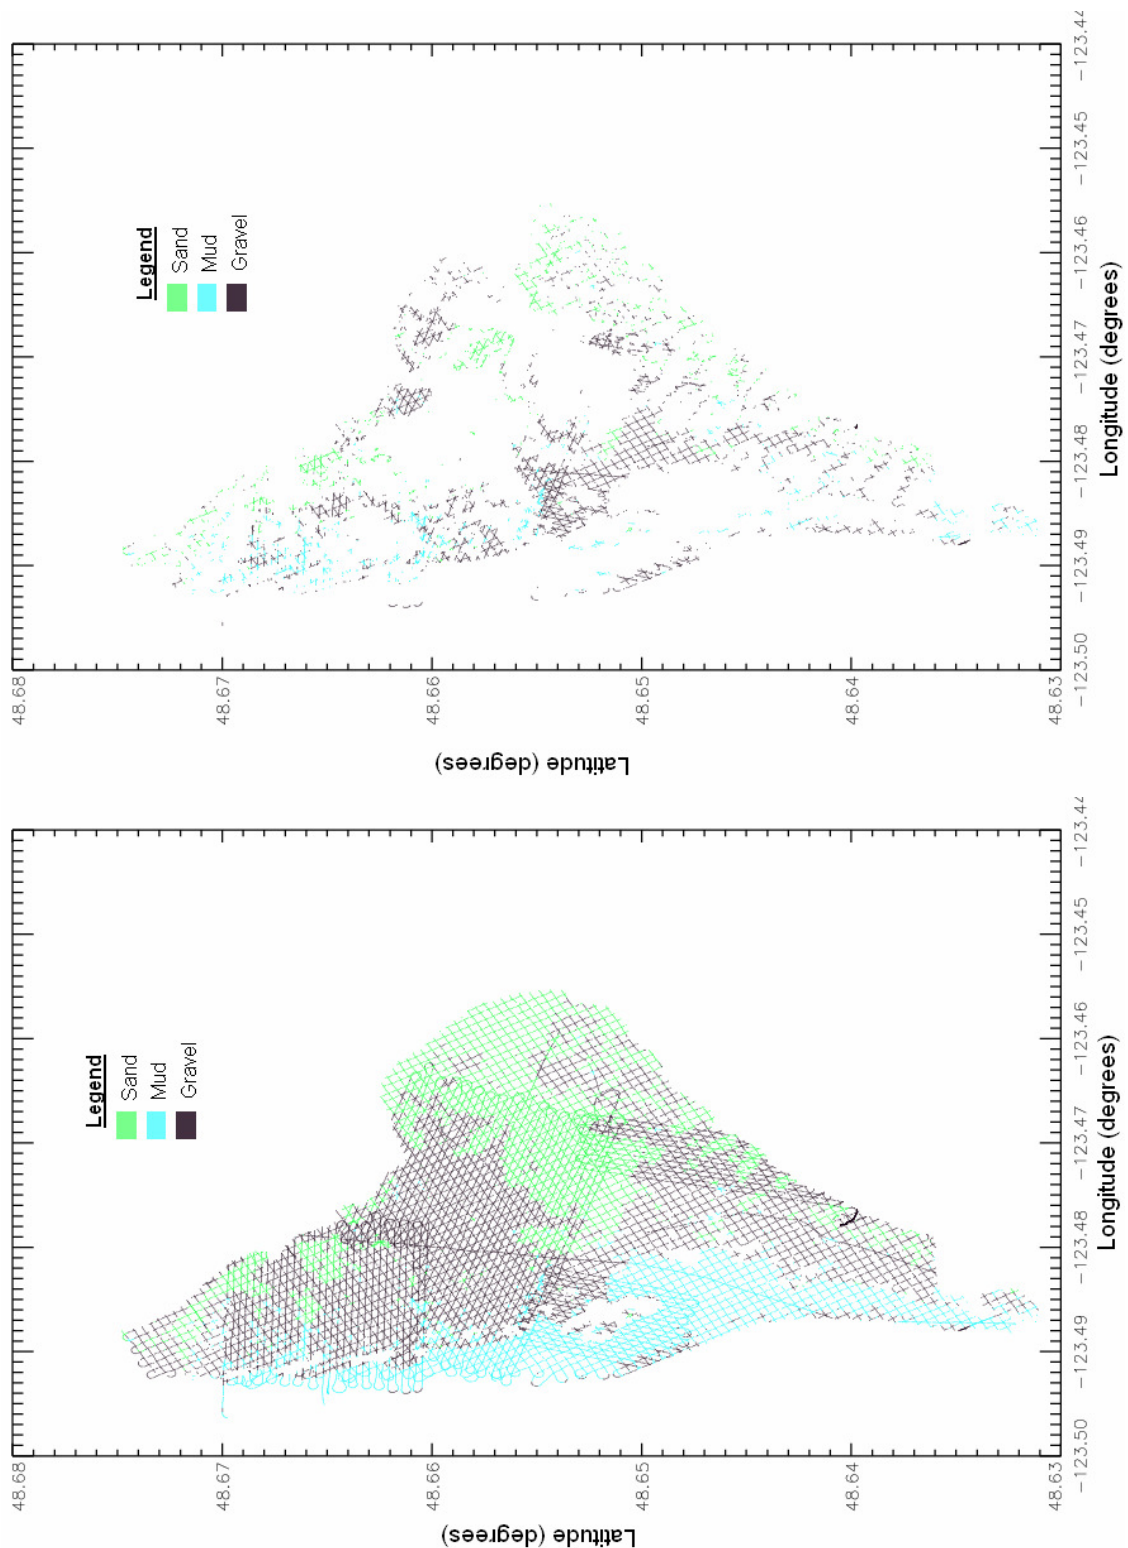 Legend
Sand
Mud
Gravel
48.68
48.67
48.66
48.65
48.64
48.63
−123.50
−123.49
−123.48
−123.47
−123.46
−123.45
−123.44
Latitude (degrees)
Longitude (degrees)
Legend
Sand
Mud
Gravel
48.68
48.67
48.66
48.65
48.64
48.63
−123.50
−123.49
−123.48
−123.47
−123.46
−123.45
−123.44
Latitude (degrees)
Longitude (degrees)